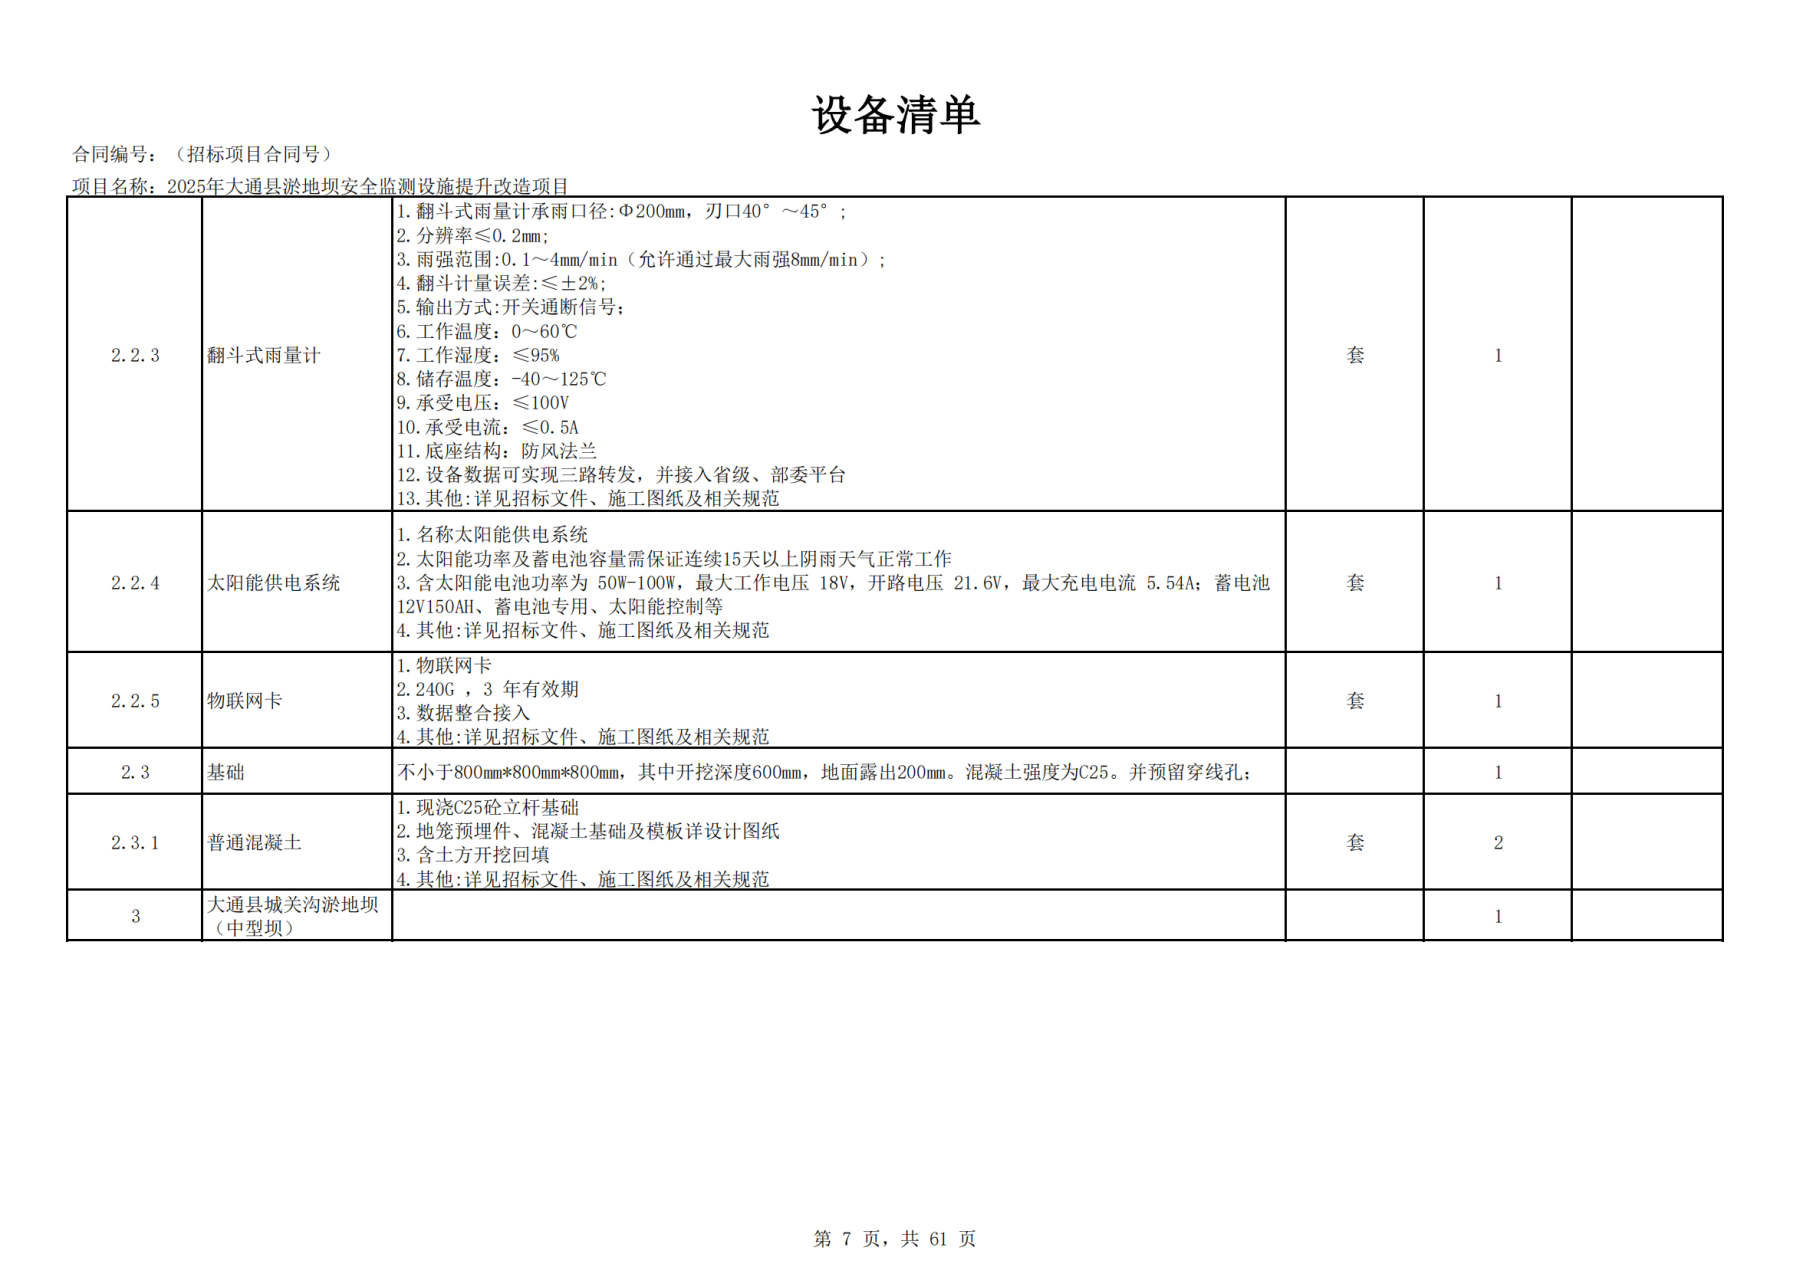 设备清单
合同编号：（招标项目合同号）
项目名称：2025年大通县淤地坝安全监测设施提升改造项目
2.2.3
翻斗式雨量计
1.翻斗式雨量计承雨口径:Φ200mm，刃口40°～45°;
2.分辨率≤0.2mm;
3.雨强范围:0.1～4mm/min（允许通过最大雨强8mm/min）;
4.翻斗计量误差:≤±2%;
5.输出方式:开关通断信号;
6.工作温度：0～60℃
7.工作湿度：≤95%
8.储存温度：-40～125℃
9.承受电压：≤100V
10.承受电流：≤0.5A
11.底座结构：防风法兰
12.设备数据可实现三路转发，并接入省级、部委平台
13.其他:详见招标文件、施工图纸及相关规范
套
1
2.2.4
太阳能供电系统
1.名称太阳能供电系统
2.太阳能功率及蓄电池容量需保证连续15天以上阴雨天气正常工作
3.含太阳能电池功率为 50W-100W，最大工作电压 18V，开路电压 21.6V，最大充电电流 5.54A；蓄电池
12V150AH、蓄电池专用、太阳能控制等
4.其他:详见招标文件、施工图纸及相关规范
套
1
2.2.5
物联网卡
1.物联网卡
2.240G ，3 年有效期
3.数据整合接入
4.其他:详见招标文件、施工图纸及相关规范
套
1
2.3
基础
不小于800mm*800mm*800mm，其中开挖深度600mm，地面露出200mm。混凝土强度为C25。并预留穿线孔；
1
2.3.1
普通混凝土
1.现浇C25砼立杆基础
2.地笼预埋件、混凝土基础及模板详设计图纸
3.含土方开挖回填
4.其他:详见招标文件、施工图纸及相关规范
套
2
3
大通县城关沟淤地坝
（中型坝）
1
第 7 页，共 61 页